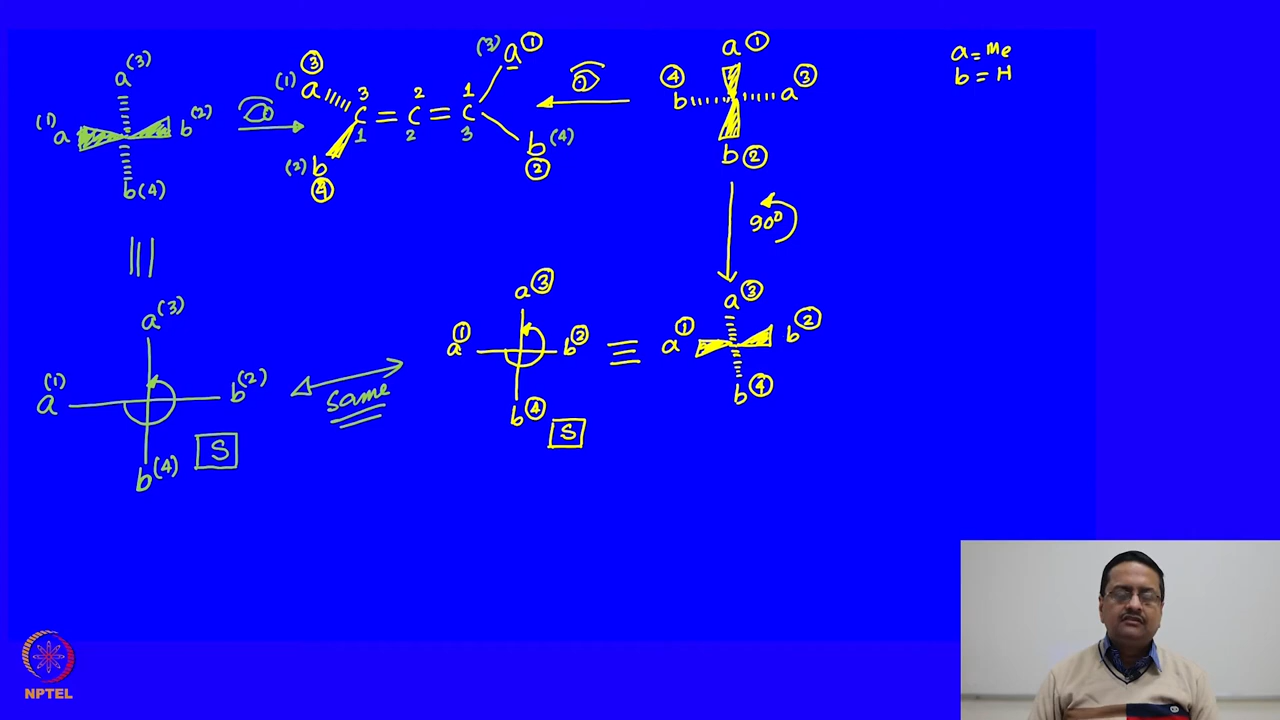 a (3)
(1) a b (2)
b (4)
(1) a ③ C = C = C (3) a ①
3 2 1
1 2 3
(2) b ④ b (4) ②
a ①
④ b a ③
b ②
a = Me
b = H
90°
|||
a (3)
a (1) b (2)
b (4)
S
same
a ③
a ① b ②
b ④
S
≡
a ③
a ① b ②
b ④
NPTEL